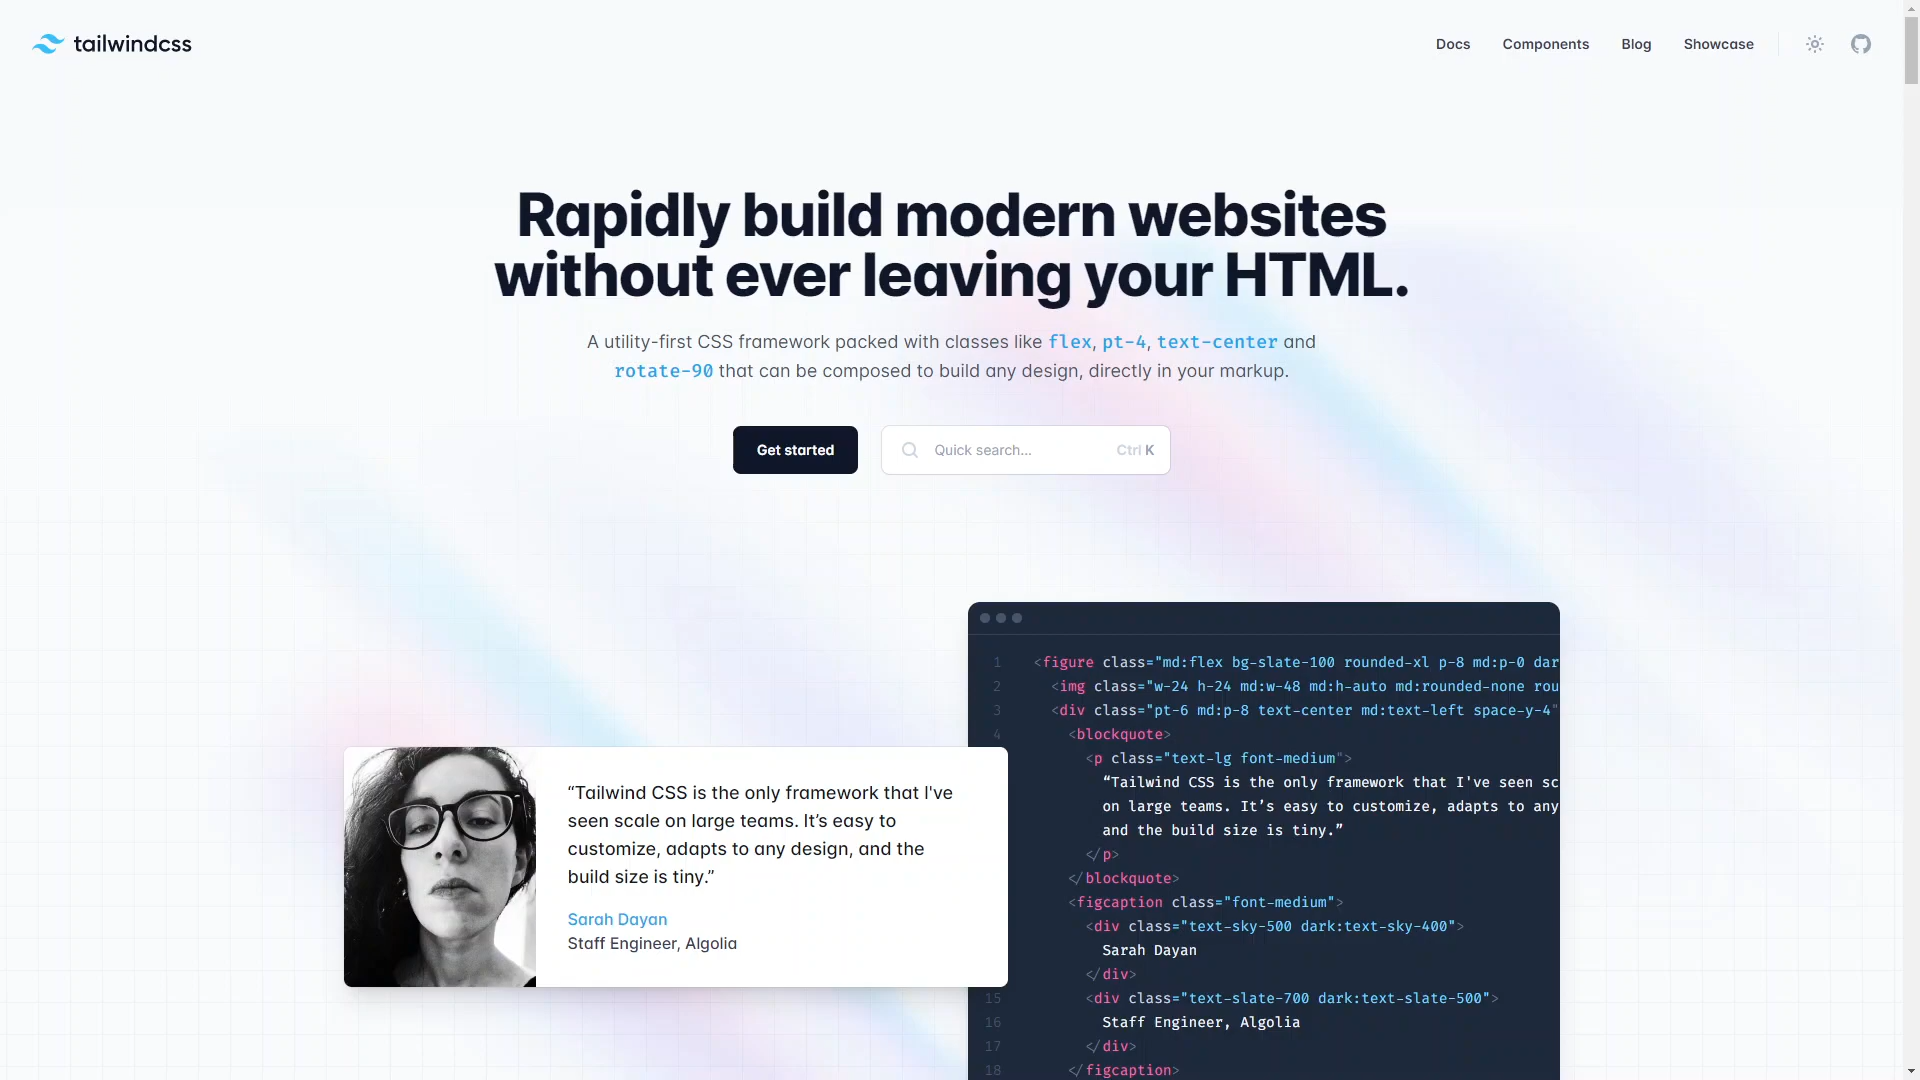 tailwindcss
Docs
Components
Blog
Showcase
Rapidly build modern websites
without ever leaving your HTML.
A utility-first CSS framework packed with classes like flex, pt-4, text-center and
rotate-90 that can be composed to build any design, directly in your markup.
Get started
Quick search...
Ctrl K
“Tailwind CSS is the only framework that I've
seen scale on large teams. It’s easy to
customize, adapts to any design, and the
build size is tiny.”
Sarah Dayan
Staff Engineer, Algolia
1 <figure class="md:flex bg-slate-100 rounded-xl p-8 md:p-0 dar
2 <img class="w-24 h-24 md:w-48 md:h-auto md:rounded-none rou
3 <div class="pt-6 md:p-8 text-center md:text-left space-y-4"
4 <blockquote>
<p class="text-lg font-medium">
“Tailwind CSS is the only framework that I've seen sc
on large teams. It’s easy to customize, adapts to any
and the build size is tiny.”
</p>
</blockquote>
<figcaption class="font-medium">
<div class="text-sky-500 dark:text-sky-400">
Sarah Dayan
</div>
15 <div class="text-slate-700 dark:text-slate-500">
16 Staff Engineer, Algolia
17 </div>
18 </figcaption>